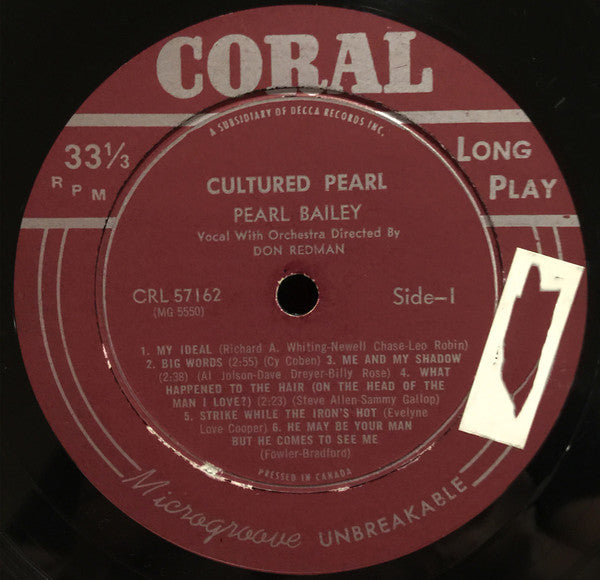 CORAL
A SUBSIDIARY OF DECCA RECORDS INC.
33⅓
RPM
LONG
PLAY
CULTURED PEARL
PEARL BAILEY
Vocal With Orchestra Directed By
DON REDMAN
CRL 57162
(MG 5550)
Side-1
1. MY IDEAL (Richard A. Whiting-Newell Chase-Leo Robin)
2. BIG WORDS (2:55) (Cy Coben) 3. ME AND MY SHADOW
(2:38) (Al Jolson-Dave Dreyer-Billy Rose) 4. WHAT
HAPPENED TO THE HAIR (ON THE HEAD OF THE
MAN I LOVE?) (2:23) (Steve Allen-Sammy Gallop)
5. STRIKE WHILE THE IRON'S HOT (Evelyne
Love Cooper) 6. HE MAY BE YOUR MAN
BUT HE COMES TO SEE ME
(Fowler-Bradford)
PRESSED IN CANADA
Microgroove UNBREAKABLE